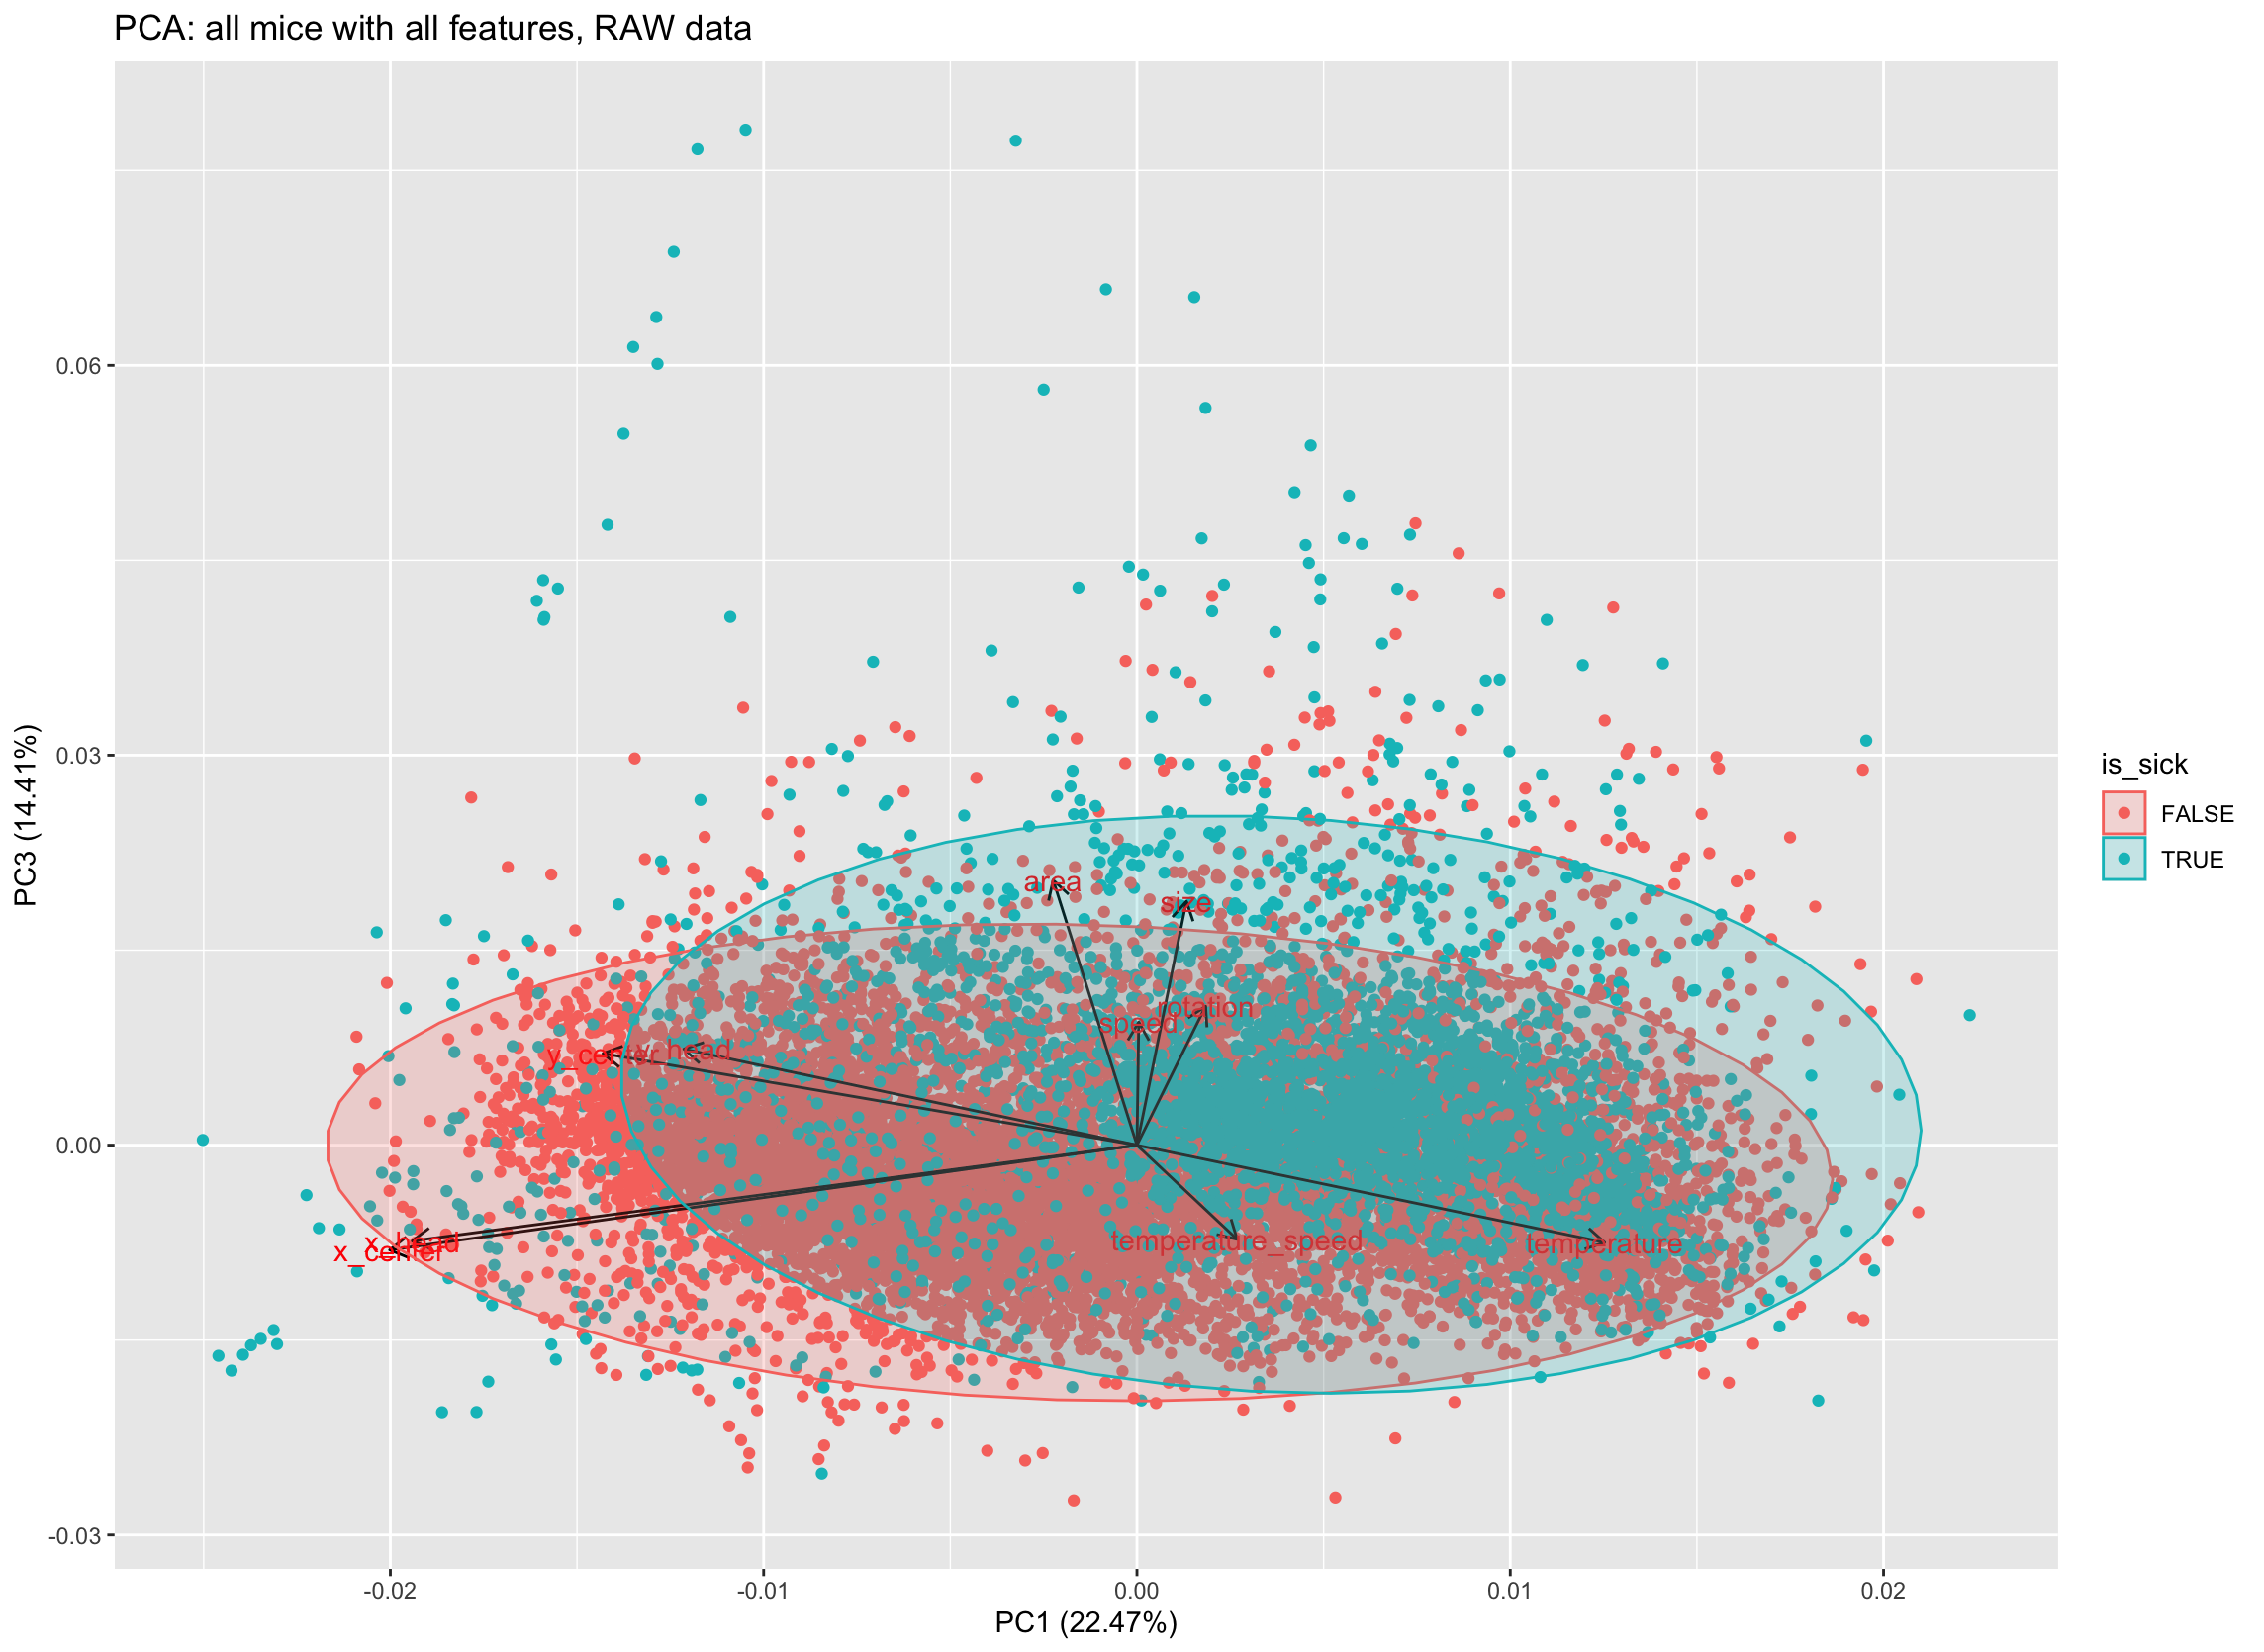 PCA: all mice with all features, RAW data
PC3 (14.41%)
0.06
0.03
0.00
-0.03
area
size
rotation
speed
y_center
y_head
x_head
x_center
temperature_speed
temperature
-0.02
-0.01
0.00
0.01
0.02
PC1 (22.47%)
is_sick
FALSE
TRUE